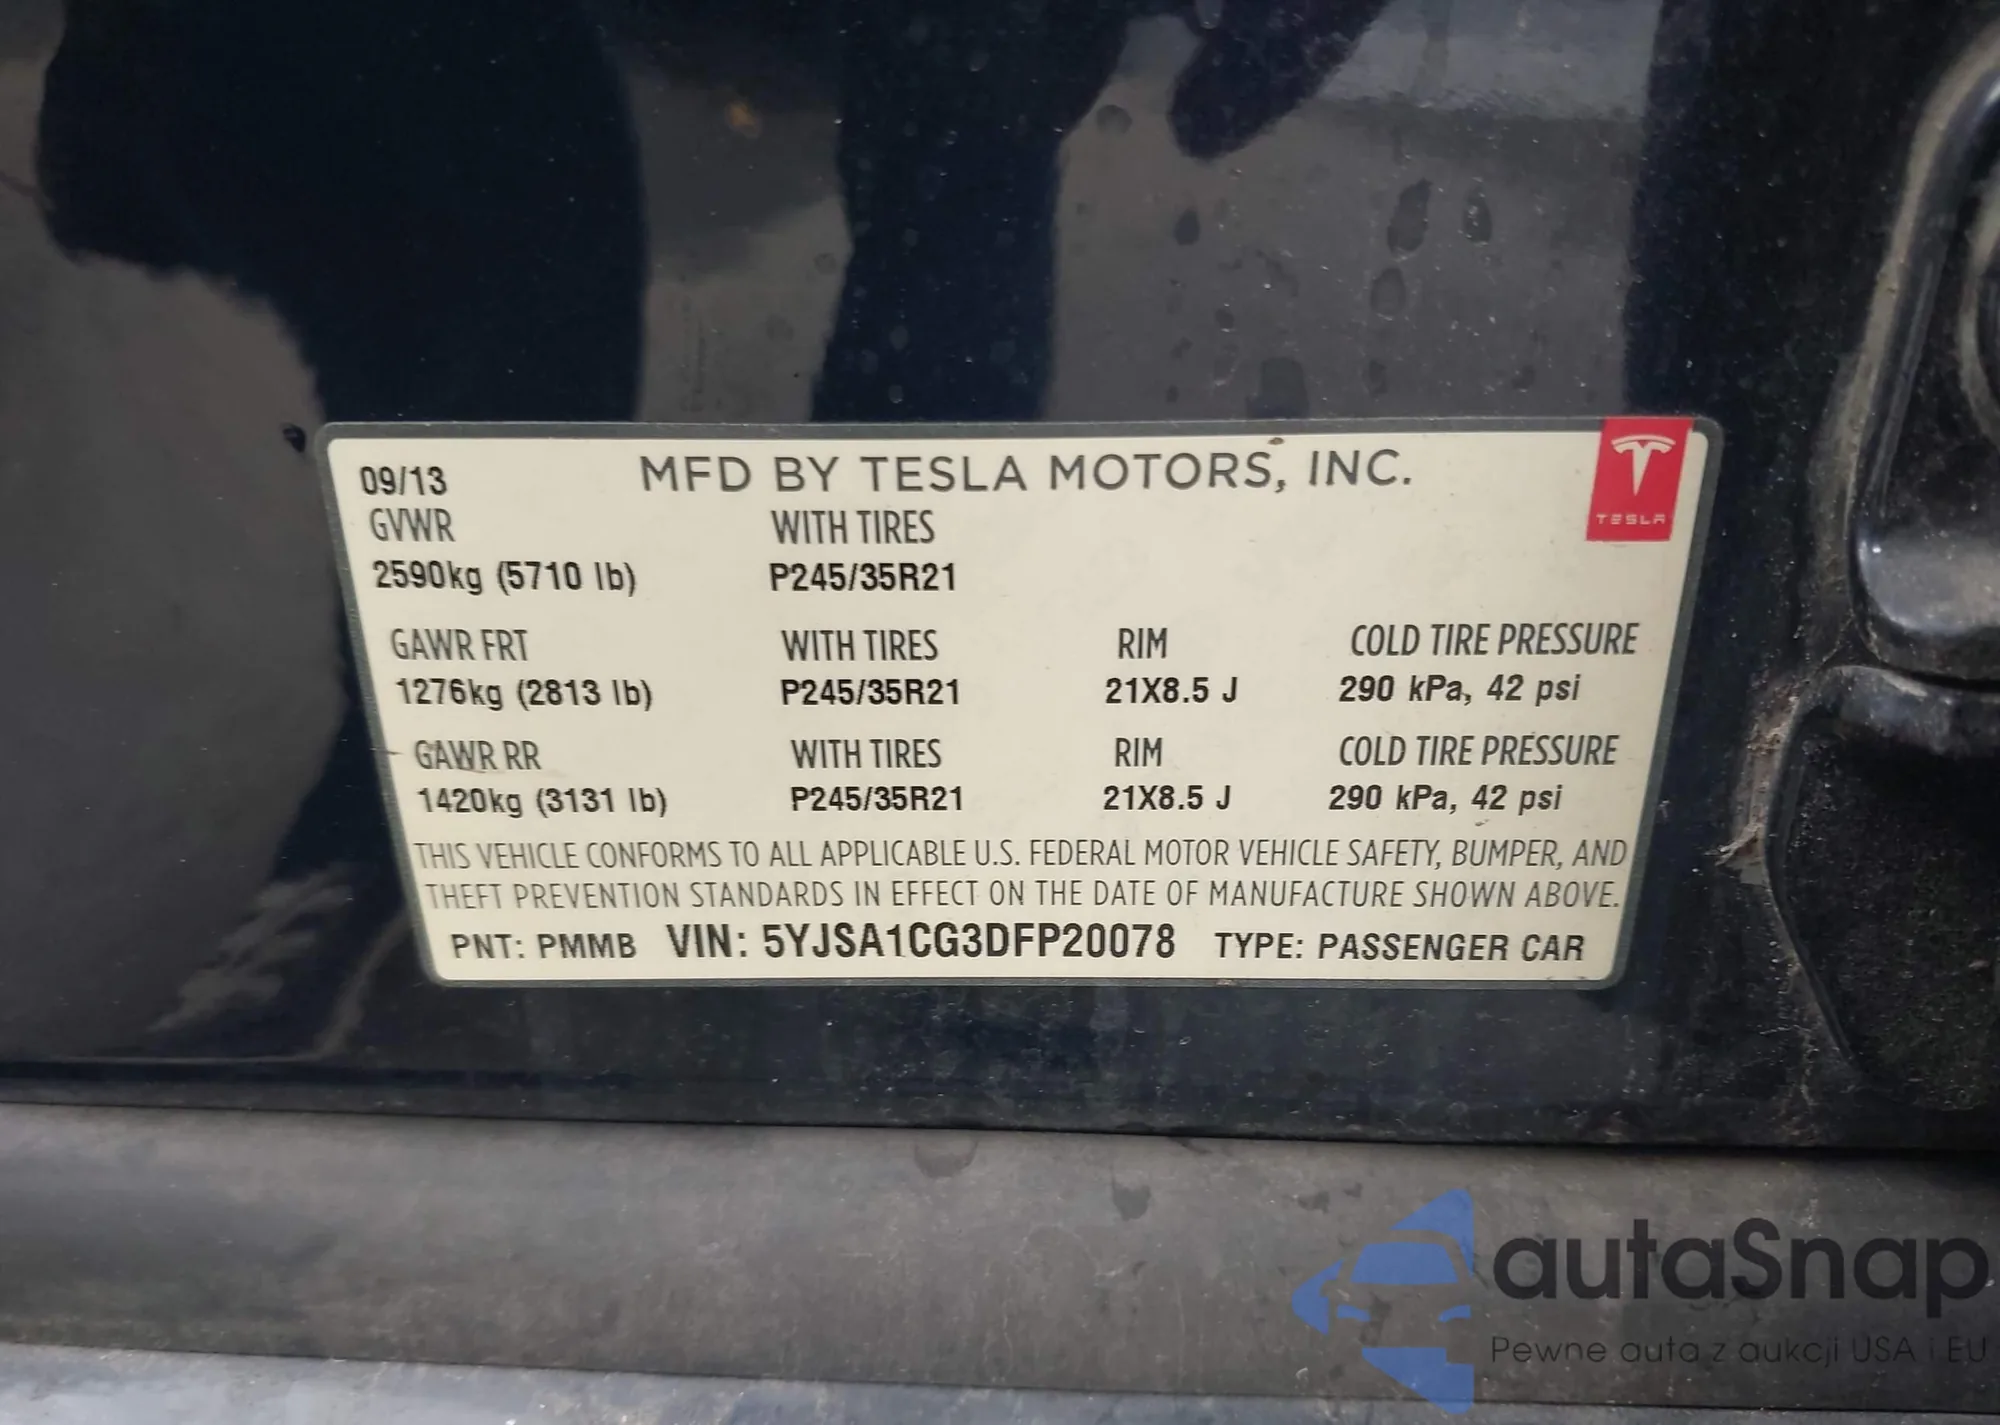 09/13 MFD BY TESLA MOTORS, INC.
TESLA
GVWR WITH TIRES
2590kg (5710 lb) P245/35R21
GAWR FRT WITH TIRES RIM COLD TIRE PRESSURE
1276kg (2813 lb) P245/35R21 21X8.5 J 290 kPa, 42 psi
GAWR RR WITH TIRES RIM COLD TIRE PRESSURE
1420kg (3131 lb) P245/35R21 21X8.5 J 290 kPa, 42 psi
THIS VEHICLE CONFORMS TO ALL APPLICABLE U.S. FEDERAL MOTOR VEHICLE SAFETY, BUMPER, AND
THEFT PREVENTION STANDARDS IN EFFECT ON THE DATE OF MANUFACTURE SHOWN ABOVE.
PNT: PMMB VIN: 5YJSA1CG3DFP20078 TYPE: PASSENGER CAR
autaSnap
Pewne auta z aukcji USA i EU